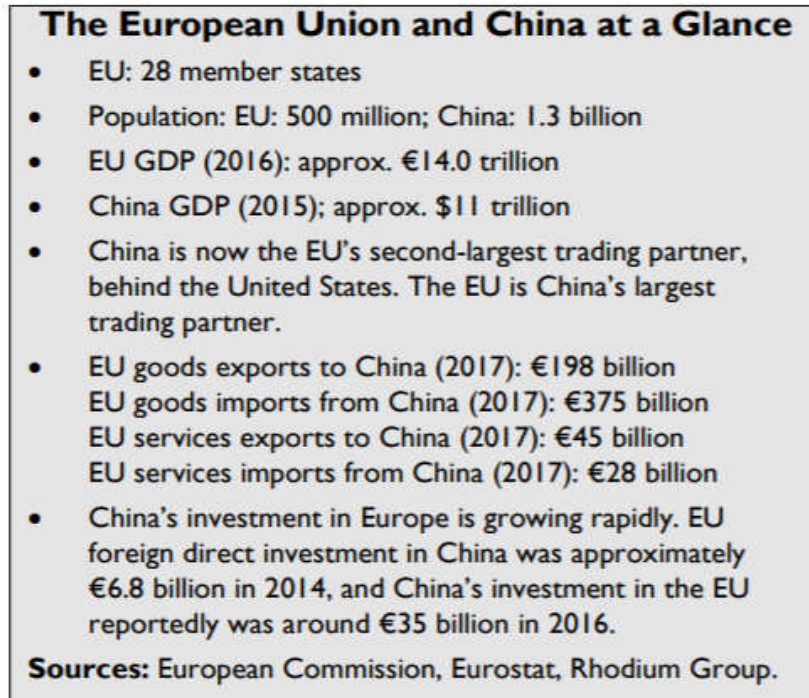 The European Union and China at a Glance
• EU: 28 member states
• Population: EU: 500 million; China: 1.3 billion
• EU GDP (2016): approx. €14.0 trillion
• China GDP (2015); approx. $11 trillion
• China is now the EU's second-largest trading partner,
behind the United States. The EU is China's largest
trading partner.
• EU goods exports to China (2017): €198 billion
EU goods imports from China (2017): €375 billion
EU services exports to China (2017): €45 billion
EU services imports from China (2017): €28 billion
• China's investment in Europe is growing rapidly. EU
foreign direct investment in China was approximately
€6.8 billion in 2014, and China's investment in the EU
reportedly was around €35 billion in 2016.
Sources: European Commission, Eurostat, Rhodium Group.